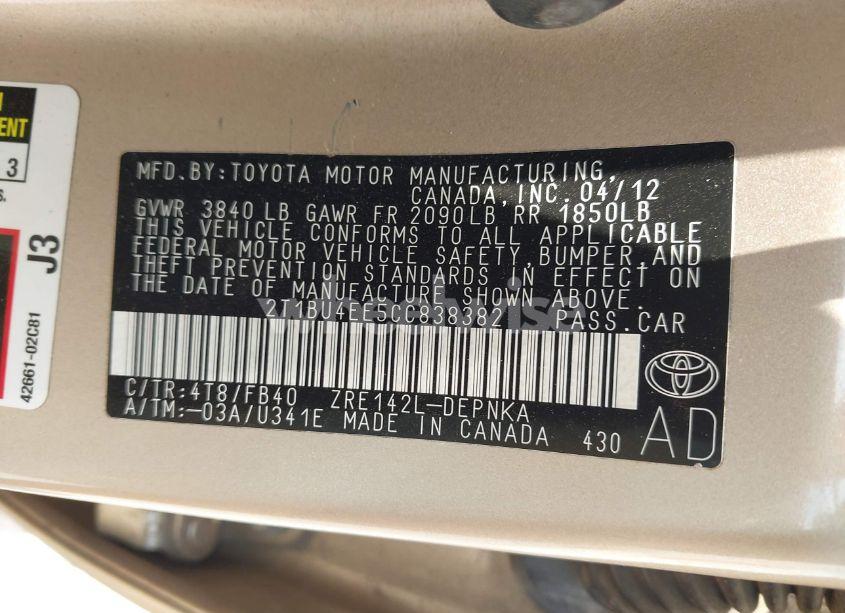 MENT
3
S.
J3
42661-02C81
MFD.BY:TOYOTA MOTOR MANUFACTURING,
CANADA,INC. 04/12
GVWR 3840 LB GAWR FR 2090LB RR 1850LB
THIS VEHICLE CONFORMS TO ALL APPLICABLE
FEDERAL MOTOR VEHICLE SAFETY,BUMPER,AND
THEFT PREVENTION STANDARDS IN EFFECT ON
THE DATE OF MANUFACTURE SHOWN ABOVE.
2T1BU4EE5CC838382 PASS.CAR
C/TR:4T8/FB40 ZRE142L-DEPNKA
A/TM:-03A/U341E MADE IN CANADA 430 AD